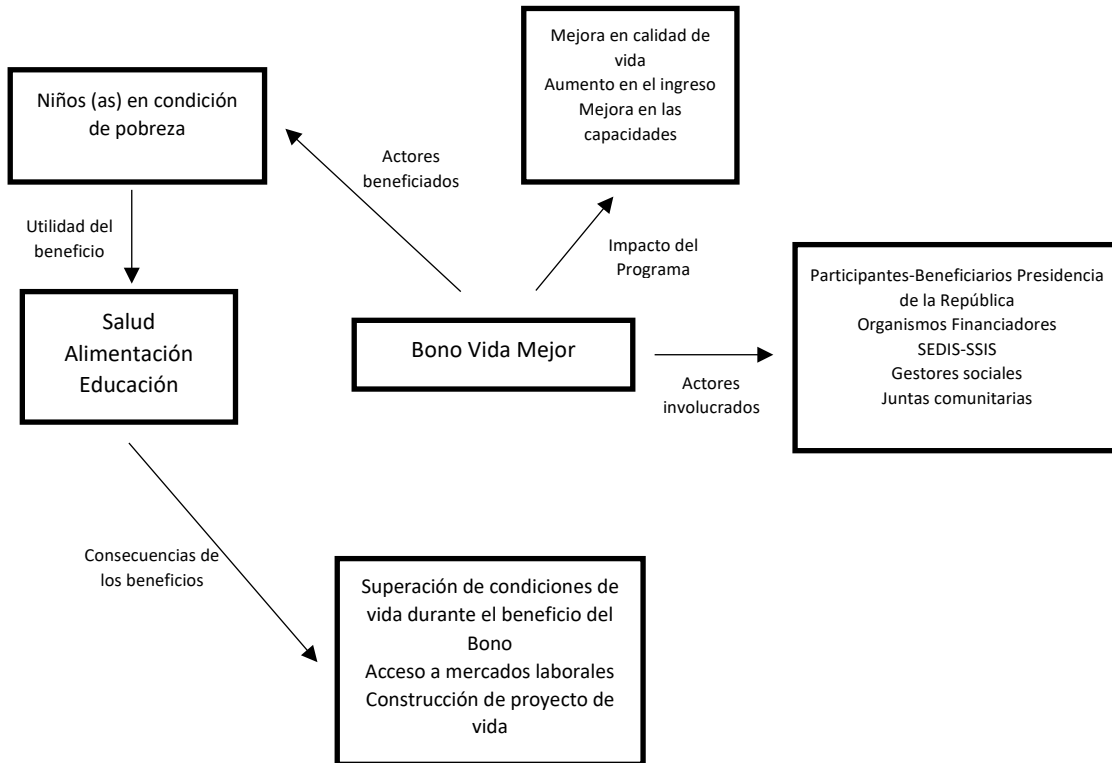 Mejora en calidad de
vida
Aumento en el ingreso
Mejora en las
capacidades
Niños (as) en condición
de pobreza
Actores
beneficiados
Utilidad del
beneficio
Impacto del
Programa
Participantes-Beneficiarios Presidencia
de la República
Organismos Financiadores
SEDIS-SSIS
Gestores sociales
Juntas comunitarias
Salud
Alimentación
Educación
Bono Vida Mejor
Actores
involucrados
Consecuencias de
los beneficios
Superación de condiciones de
vida durante el beneficio del
Bono
Acceso a mercados laborales
Construcción de proyecto de
vida